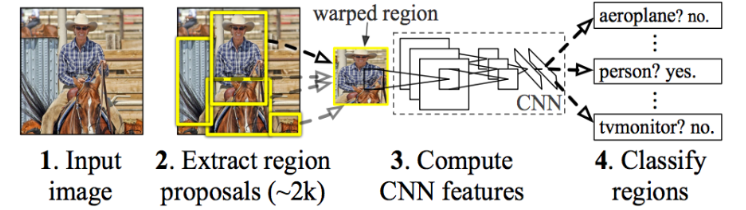 warped region
aeroplane? no.
person? yes.
CNN
tvmonitor? no.
1. Input
image
2. Extract region
proposals (~2k)
3. Compute
CNN features
4. Classify
regions